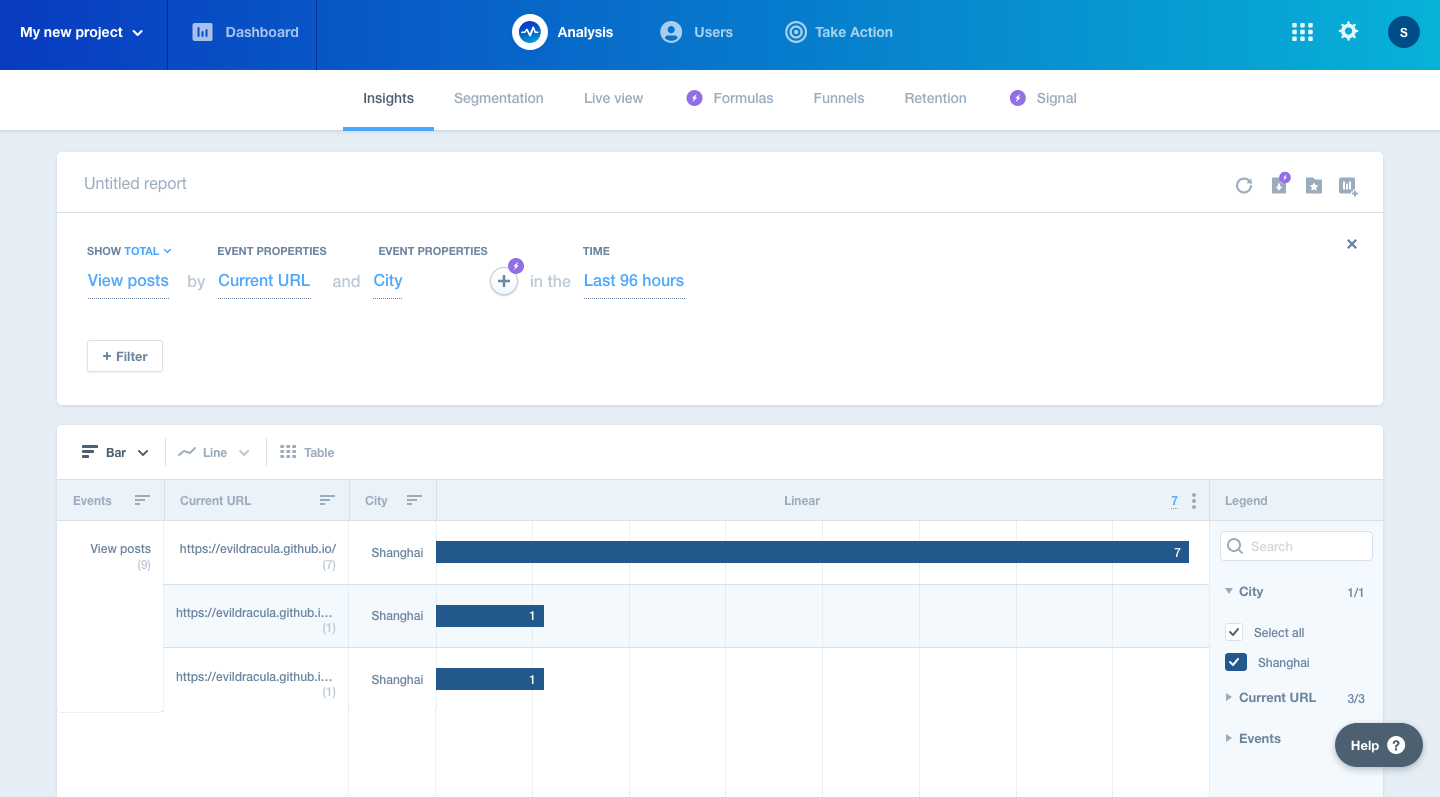 My new project
Dashboard
Analysis
Users
Take Action
S
Insights
Segmentation
Live view
Formulas
Funnels
Retention
Signal
Untitled report
SHOW TOTAL
EVENT PROPERTIES
EVENT PROPERTIES
TIME
View posts by Current URL and City + in the Last 96 hours
+ Filter
Bar
Line
Table
Events
Current URL
City
Linear
7
Legend
View posts
(9)
https://evildracula.github.io/
(7)
Shanghai
7
https://evildracula.github.i...
(1)
Shanghai
1
https://evildracula.github.i...
(1)
Shanghai
1
Search
City 1/1
Select all
Shanghai
Current URL 3/3
Events
Help ?